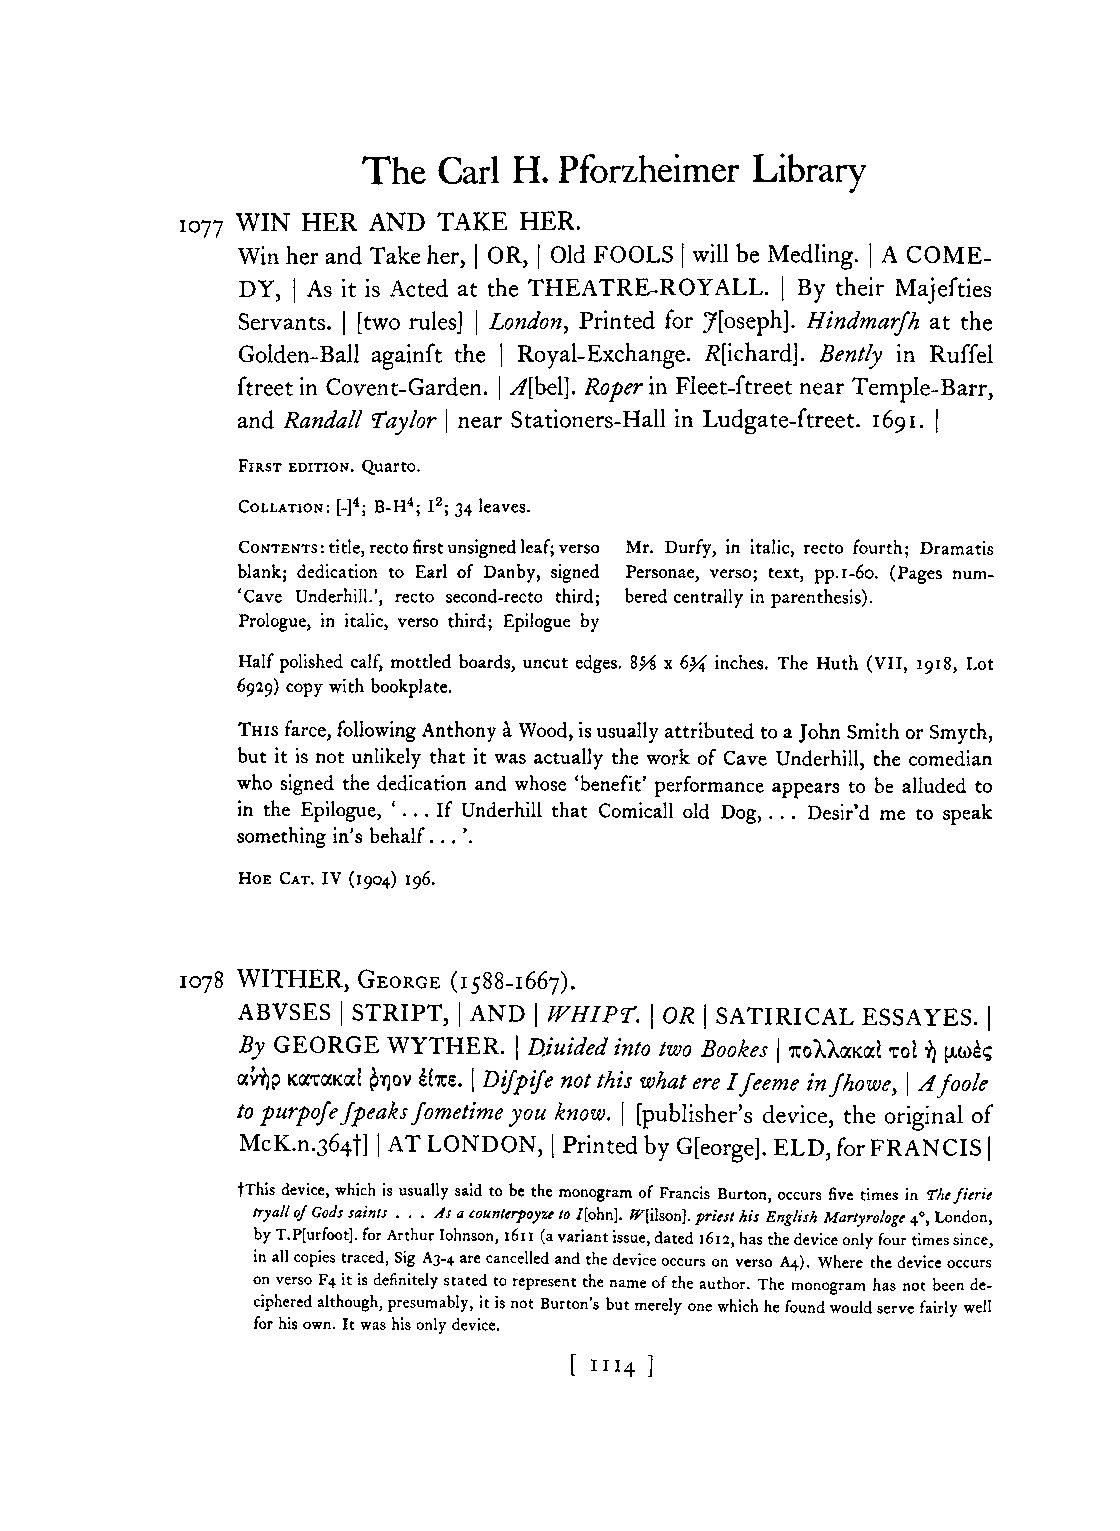 The Carl H. Pforzheimer Library
1077 WIN HER AND TAKE HER.
Win her and Take her, | OR, | Old FOOLS | will be Medling. | A COME-
DY, | As it is Acted at the THEATRE-ROYALL. | By their Majeſties
Servants. | [two rules] | London, Printed for J[oseph]. Hindmarſh at the
Golden-Ball againſt the | Royal-Exchange. R[ichard]. Bently in Ruſſel
ſtreet in Covent-Garden. | A[bel]. Roper in Fleet-ſtreet near Temple-Barr,
and Randall Taylor | near Stationers-Hall in Ludgate-ſtreet. 1691. |
FIRST EDITION. Quarto.
COLLATION: [-]⁴; B-H⁴; I²; 34 leaves.
CONTENTS: title, recto first unsigned leaf; verso
blank; dedication to Earl of Danby, signed
'Cave Underhill.', recto second-recto third;
Prologue, in italic, verso third; Epilogue by
Mr. Durfy, in italic, recto fourth; Dramatis
Personae, verso; text, pp.1-60. (Pages num-
bered centrally in parenthesis).
Half polished calf, mottled boards, uncut edges. 8⅝ x 6¾ inches. The Huth (VII, 1918, Lot
6929) copy with bookplate.
THIS farce, following Anthony à Wood, is usually attributed to a John Smith or Smyth,
but it is not unlikely that it was actually the work of Cave Underhill, the comedian
who signed the dedication and whose 'benefit' performance appears to be alluded to
in the Epilogue, '... If Underhill that Comicall old Dog, ... Desir'd me to speak
something in's behalf ... '.
HOE CAT. IV (1904) 196.
1078 WITHER, GEORGE (1588-1667).
ABVSES | STRIPT, | AND | WHIPT. | OR | SATIRICAL ESSAYES. |
By GEORGE WYTHER. | Diuided into two Bookes | πολλακαὶ τοὶ ἢ μωὲς
ανὴρ κατακαὶ ῥηον ἐίπε. | Diſpiſe not this what ere I ſeeme in ſhowe, | A foole
to purpoſe ſpeaks ſometime you know. | [publisher's device, the original of
McK.n.364†] | AT LONDON, | Printed by G[eorge]. ELD, for FRANCIS |
†This device, which is usually said to be the monogram of Francis Burton, occurs five times in The fierie
tryall of Gods saints . . . As a counterpoyze to I[ohn]. W[ilson]. priest his English Martyrologe 4°, London,
by T.P[urfoot]. for Arthur Iohnson, 1611 (a variant issue, dated 1612, has the device only four times since,
in all copies traced, Sig A3-4 are cancelled and the device occurs on verso A4). Where the device occurs
on verso F4 it is definitely stated to represent the name of the author. The monogram has not been de-
ciphered although, presumably, it is not Burton's but merely one which he found would serve fairly well
for his own. It was his only device.
[ 1114 ]